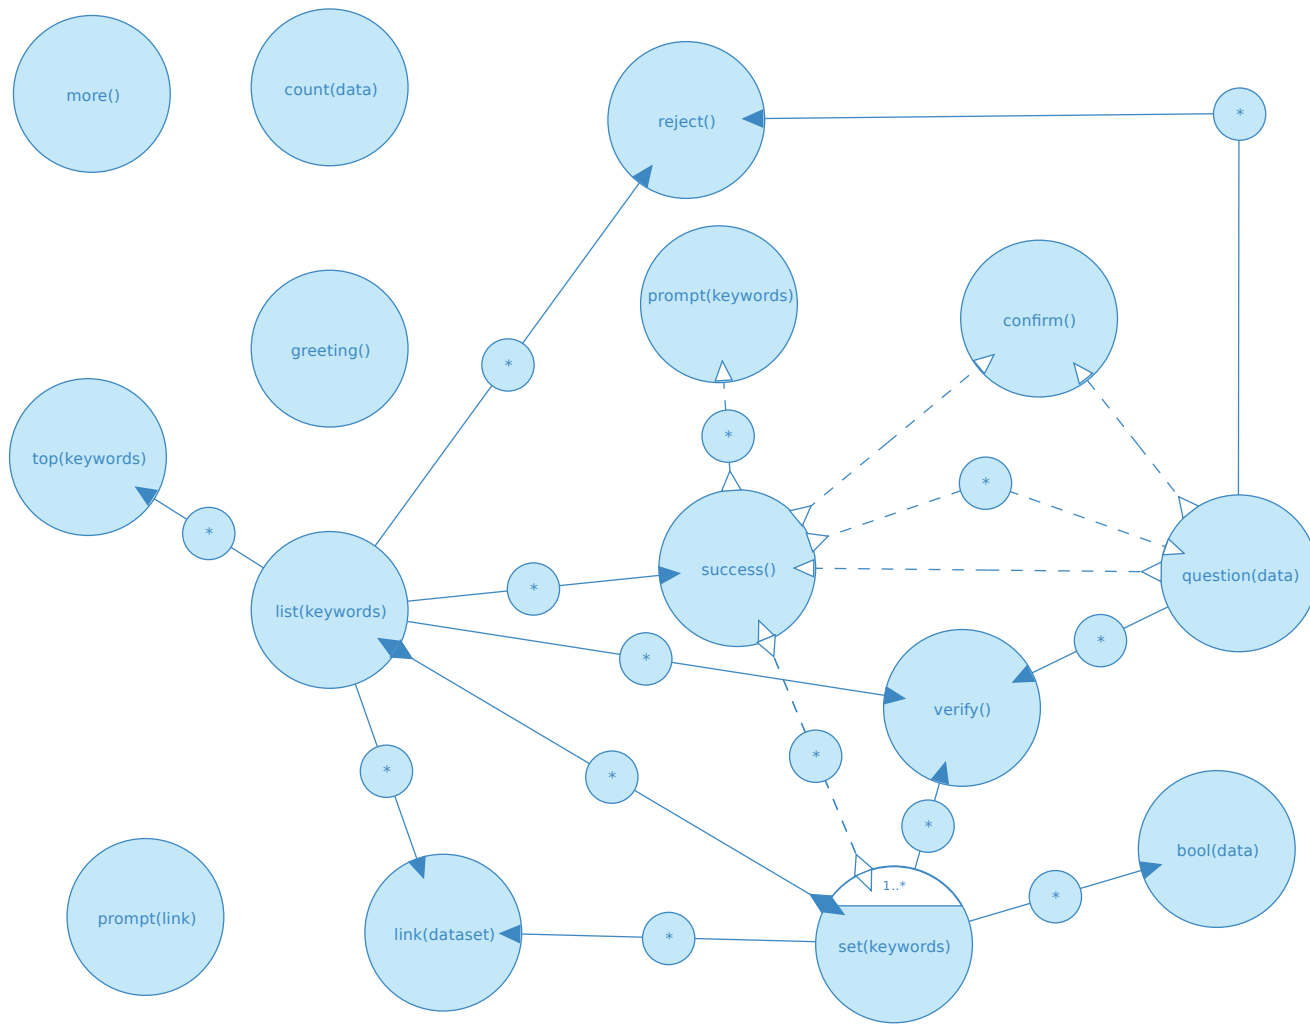 more()
count(data)
reject()
*
prompt(keywords)
confirm()
greeting()
*
*
top(keywords)
*
*
success()
question(data)
*
list(keywords)
*
*
verify()
*
*
*
*
bool(data)
1..*
*
prompt(link)
link(dataset)
*
set(keywords)